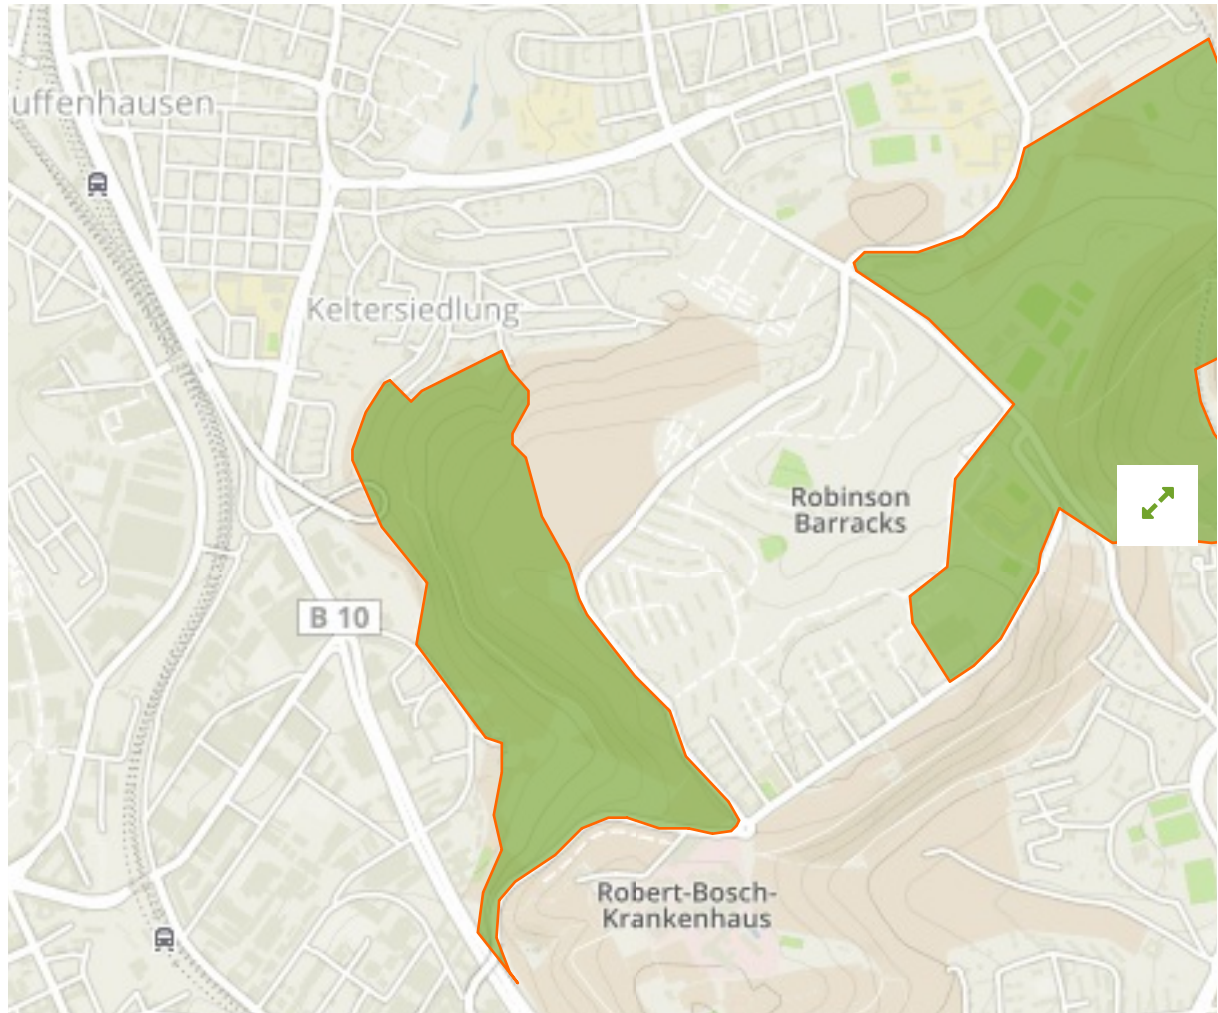 uffenhausen
Keltersiedlung
Robinson
Barracks
B 10
Robert-Bosch-
Krankenhaus